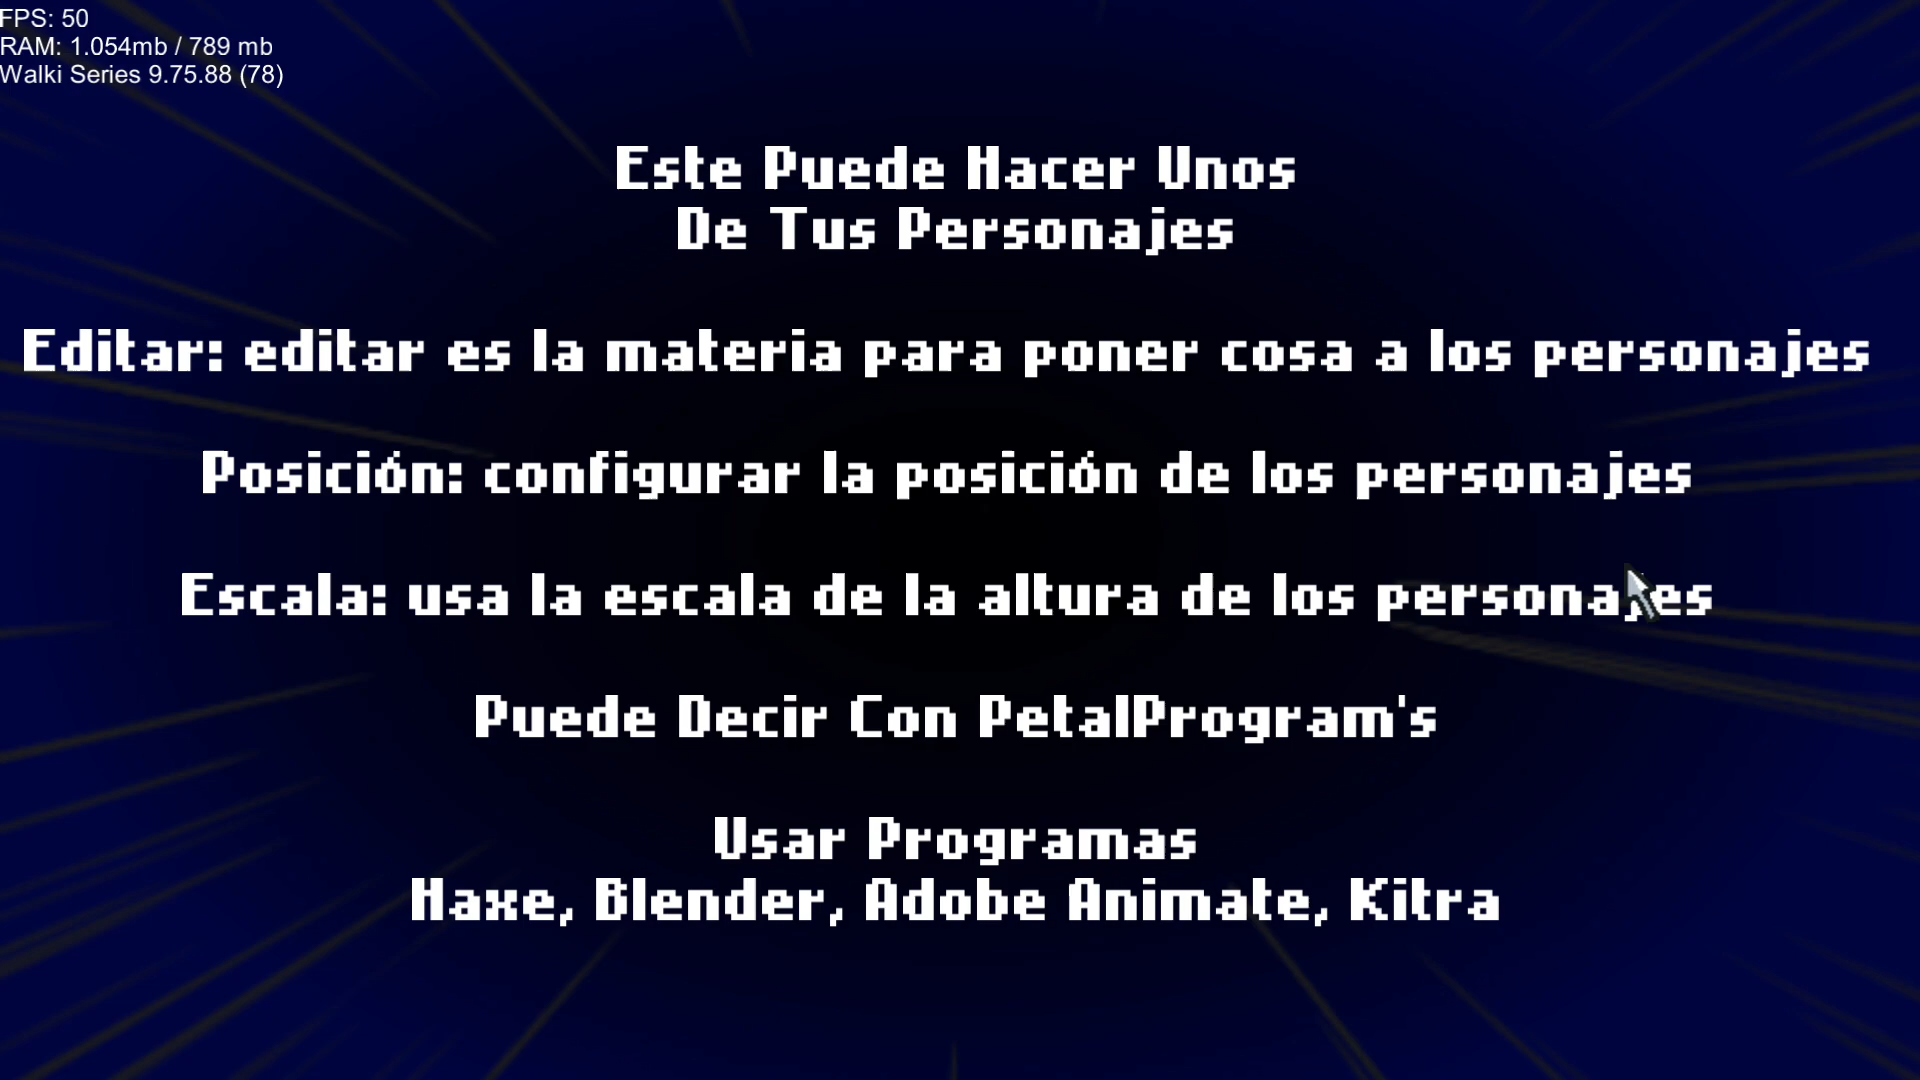 FPS: 50
RAM: 1.054mb / 789 mb
Walki Series 9.75.88 (78)
Este Puede Hacer Unos
De Tus Personajes
Editar: editar es la materia para poner cosa a los personajes
Posición: configurar la posición de los personajes
Escala: usa la escala de la altura de los personajes
Puede Decir Con PetalProgram's
Usar Programas
Haxe, Blender, Adobe Animate, Kitra